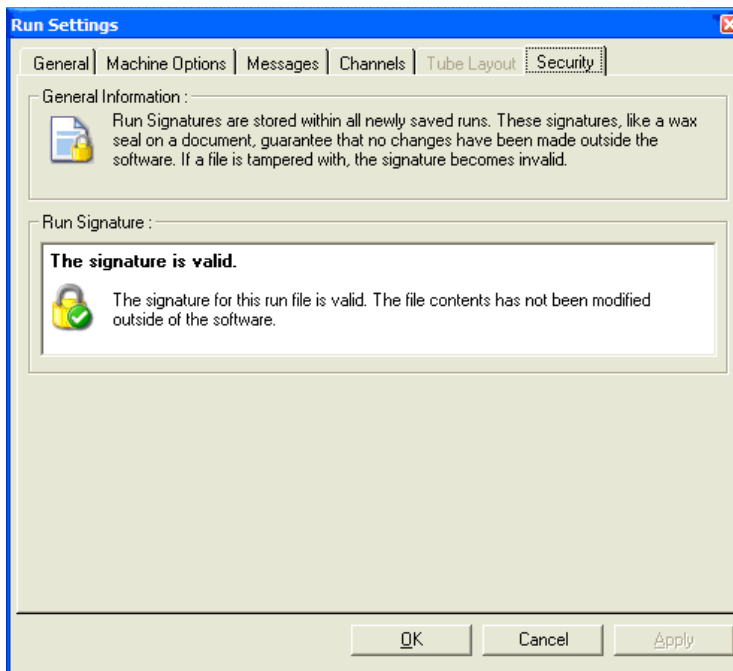 Run Settings
General Machine Options Messages Channels Tube Layout Security
General Information :
Run Signatures are stored within all newly saved runs. These signatures, like a wax
seal on a document, guarantee that no changes have been made outside the
software. If a file is tampered with, the signature becomes invalid.
Run Signature :
The signature is valid.
The signature for this run file is valid. The file contents has not been modified
outside of the software.
OK Cancel Apply